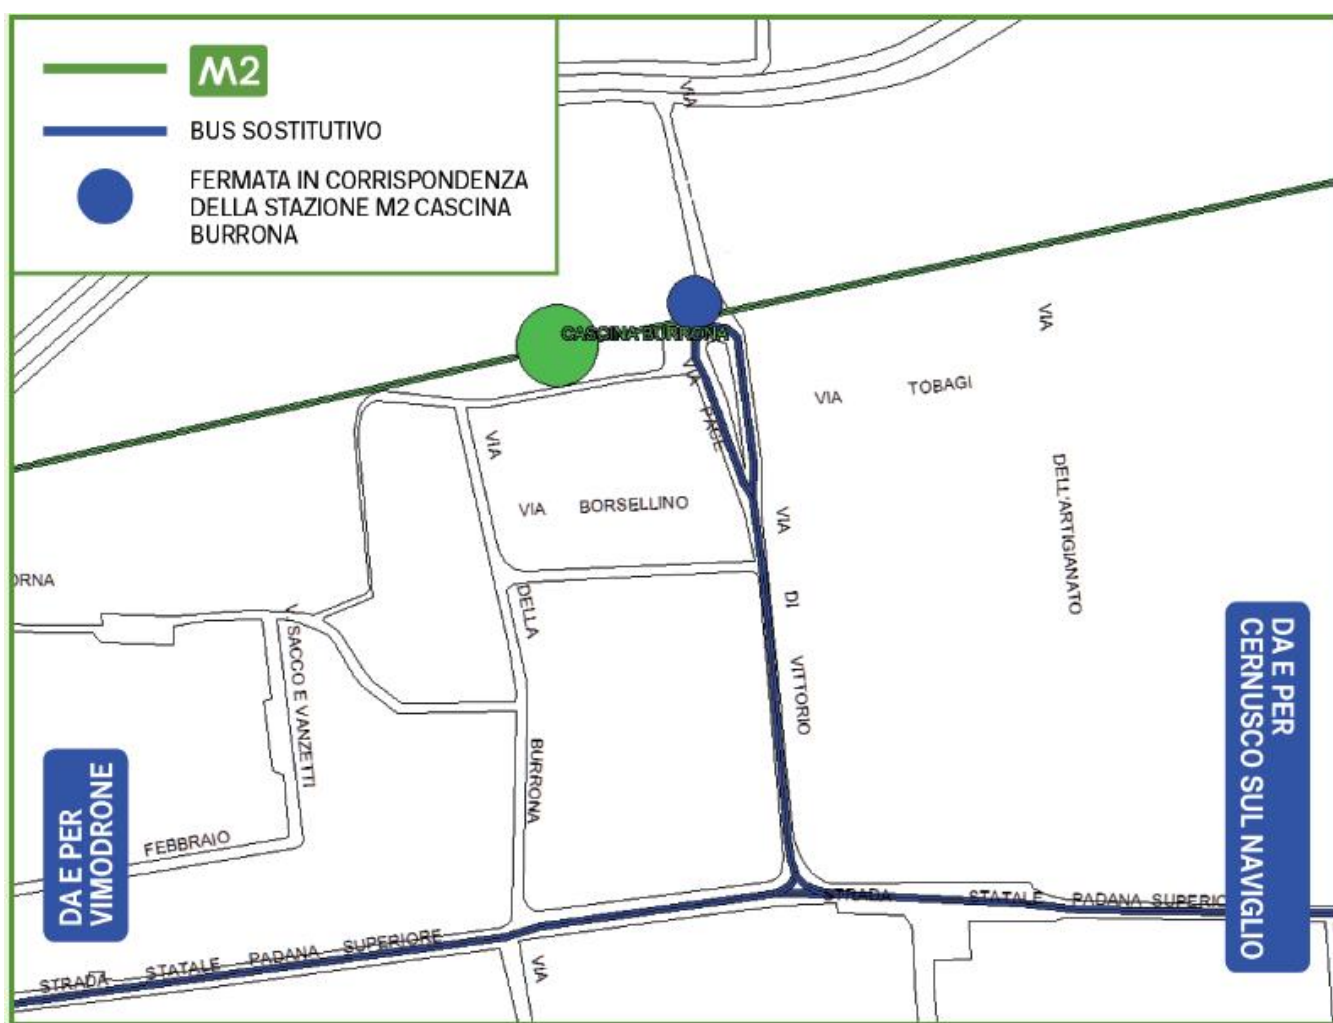 M2
BUS SOSTITUTIVO
FERMATA IN CORRISPONDENZA
DELLA STAZIONE M2 CASCINA
BURRONA
VIA
CASCINA BURRONA
VIA
VIA PACE
VIA TOBAGI
DELL'ARTIGIANATO
VIA
VIA BORSELLINO
VIA
DI
VITTORIO
ORNA
DELLA
BURRONA
V
SACCO E VANZETTI
FEBBRAIO
DA E PER
VIMODRONE
DA E PER
CERNUSCO SUL NAVIGLIO
STRADA STATALE PADANA SUPERIORE
STRADA STATALE PADANA SUPERIO
VIA